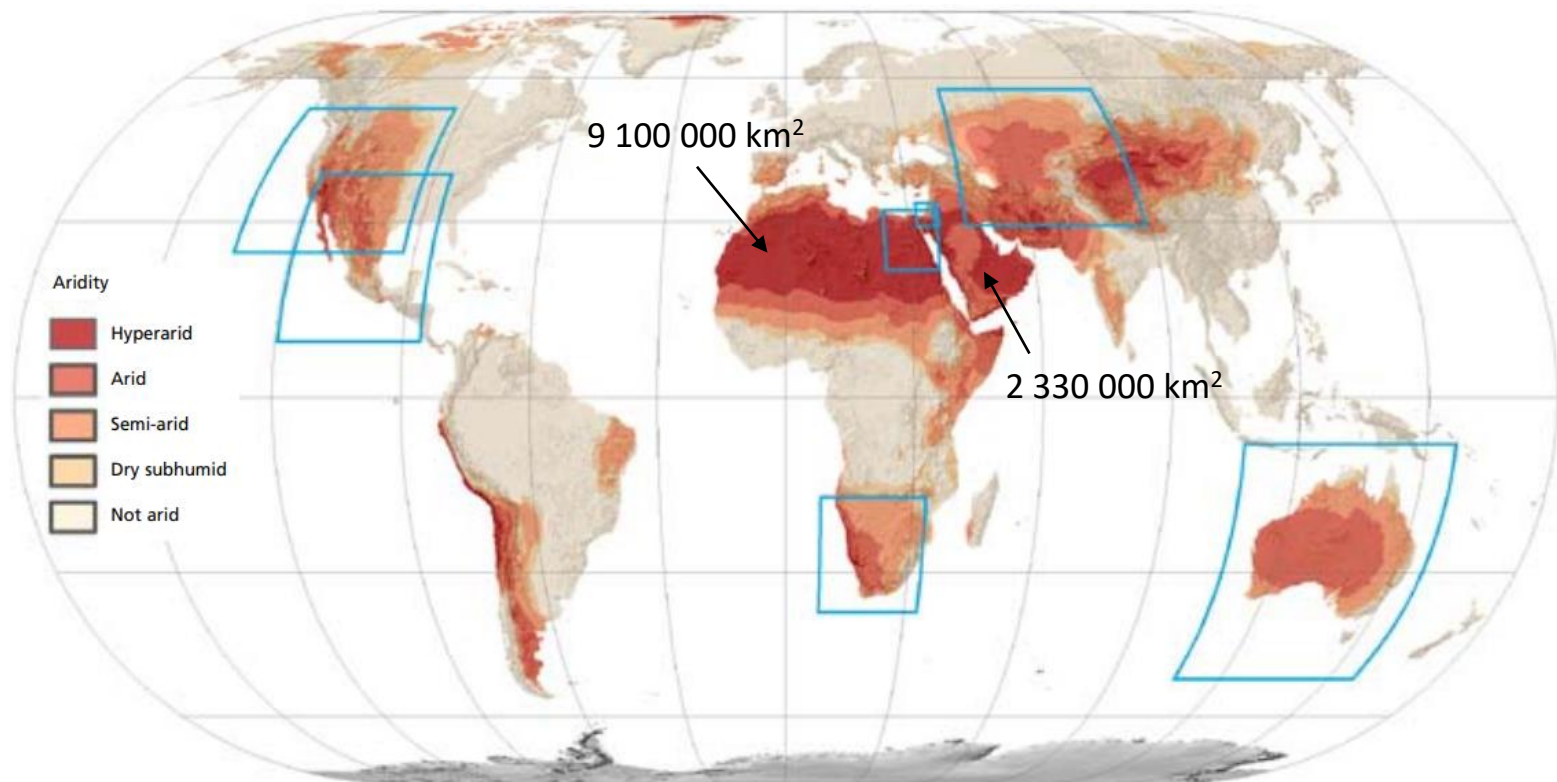 9 100 000 km²
Aridity
Hyperarid
Arid
2 330 000 km²
Semi-arid
Dry subhumid
Not arid